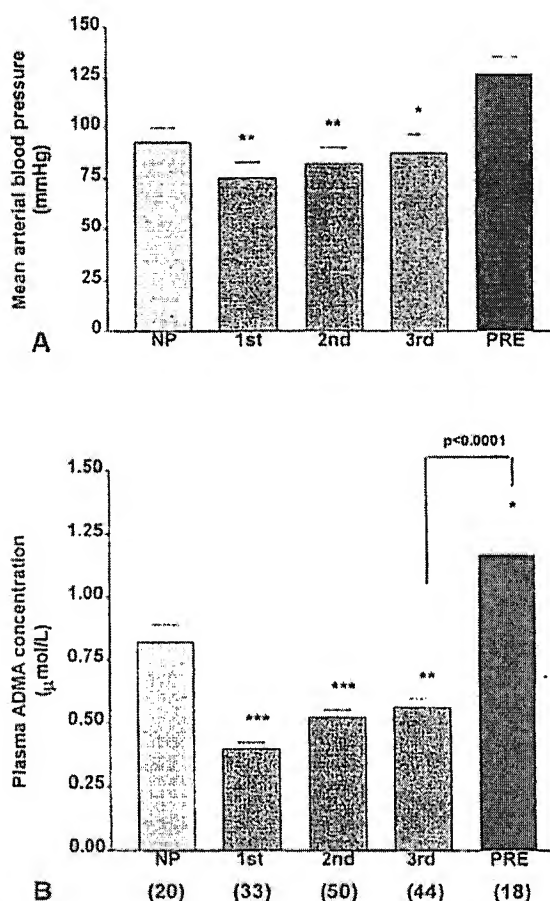 150
125
100
75
50
25
0
Mean arterial blood pressure
(mmHg)
**
**
*
NP 1st 2nd 3rd PRE
A
p<0.0001
1.50
1.25
1.00
0.75
0.50
0.25
0.00
Plasma ADMA concentration
(μmol/L)
***
***
**
*
NP 1st 2nd 3rd PRE
B (20) (33) (50) (44) (18)